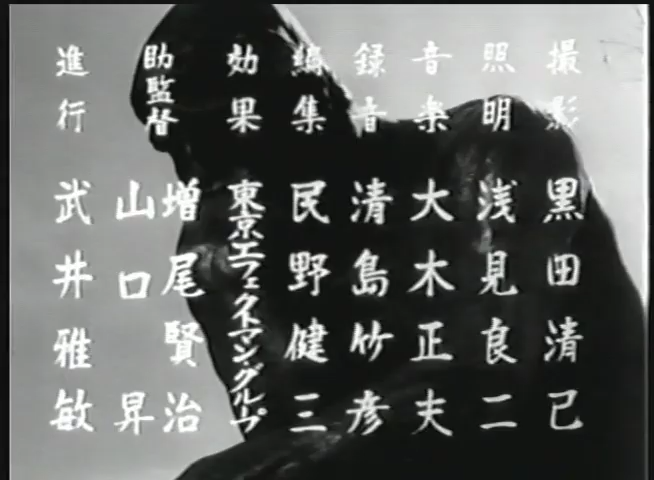 撮影 黒田清己
照明 浅見良二
音楽 大木正夫
録音 清島竹彦
編集 民野健三
効果 東京エフェクトマン・グループ
助監督 増尾賢治
山口昇
進行 武井雅敏